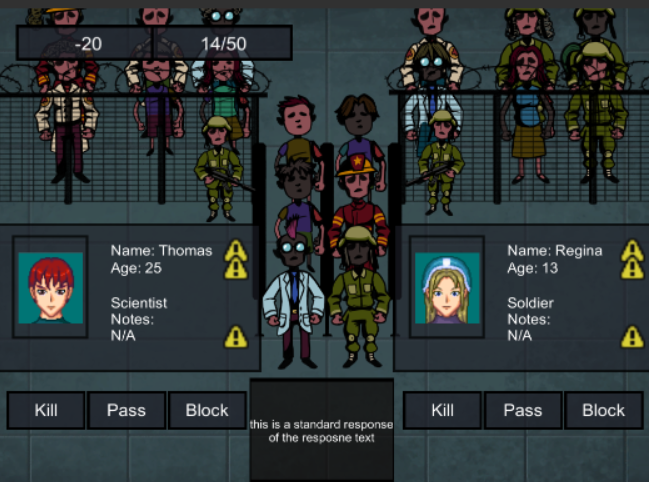 -20
14/50
Name: Thomas
Age: 25
Scientist
Notes:
N/A
Name: Regina
Age: 13
Soldier
Notes:
N/A
Kill
Pass
Block
this is a standard response
of the resposne text
Kill
Pass
Block